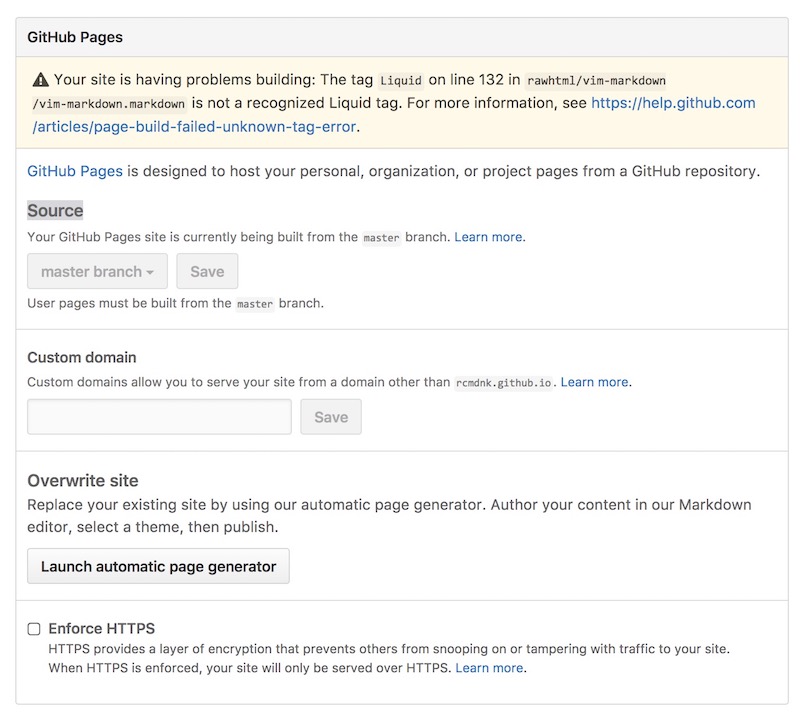 GitHub Pages
Your site is having problems building: The tag Liquid on line 132 in rawhtml/vim-markdown
/vim-markdown.markdown is not a recognized Liquid tag. For more information, see https://help.github.com
/articles/page-build-failed-unknown-tag-error.
GitHub Pages is designed to host your personal, organization, or project pages from a GitHub repository.
Source
Your GitHub Pages site is currently being built from the master branch. Learn more.
master branch Save
User pages must be built from the master branch.
Custom domain
Custom domains allow you to serve your site from a domain other than rcmdnk.github.io. Learn more.
Save
Overwrite site
Replace your existing site by using our automatic page generator. Author your content in our Markdown
editor, select a theme, then publish.
Launch automatic page generator
Enforce HTTPS
HTTPS provides a layer of encryption that prevents others from snooping on or tampering with traffic to your site.
When HTTPS is enforced, your site will only be served over HTTPS. Learn more.